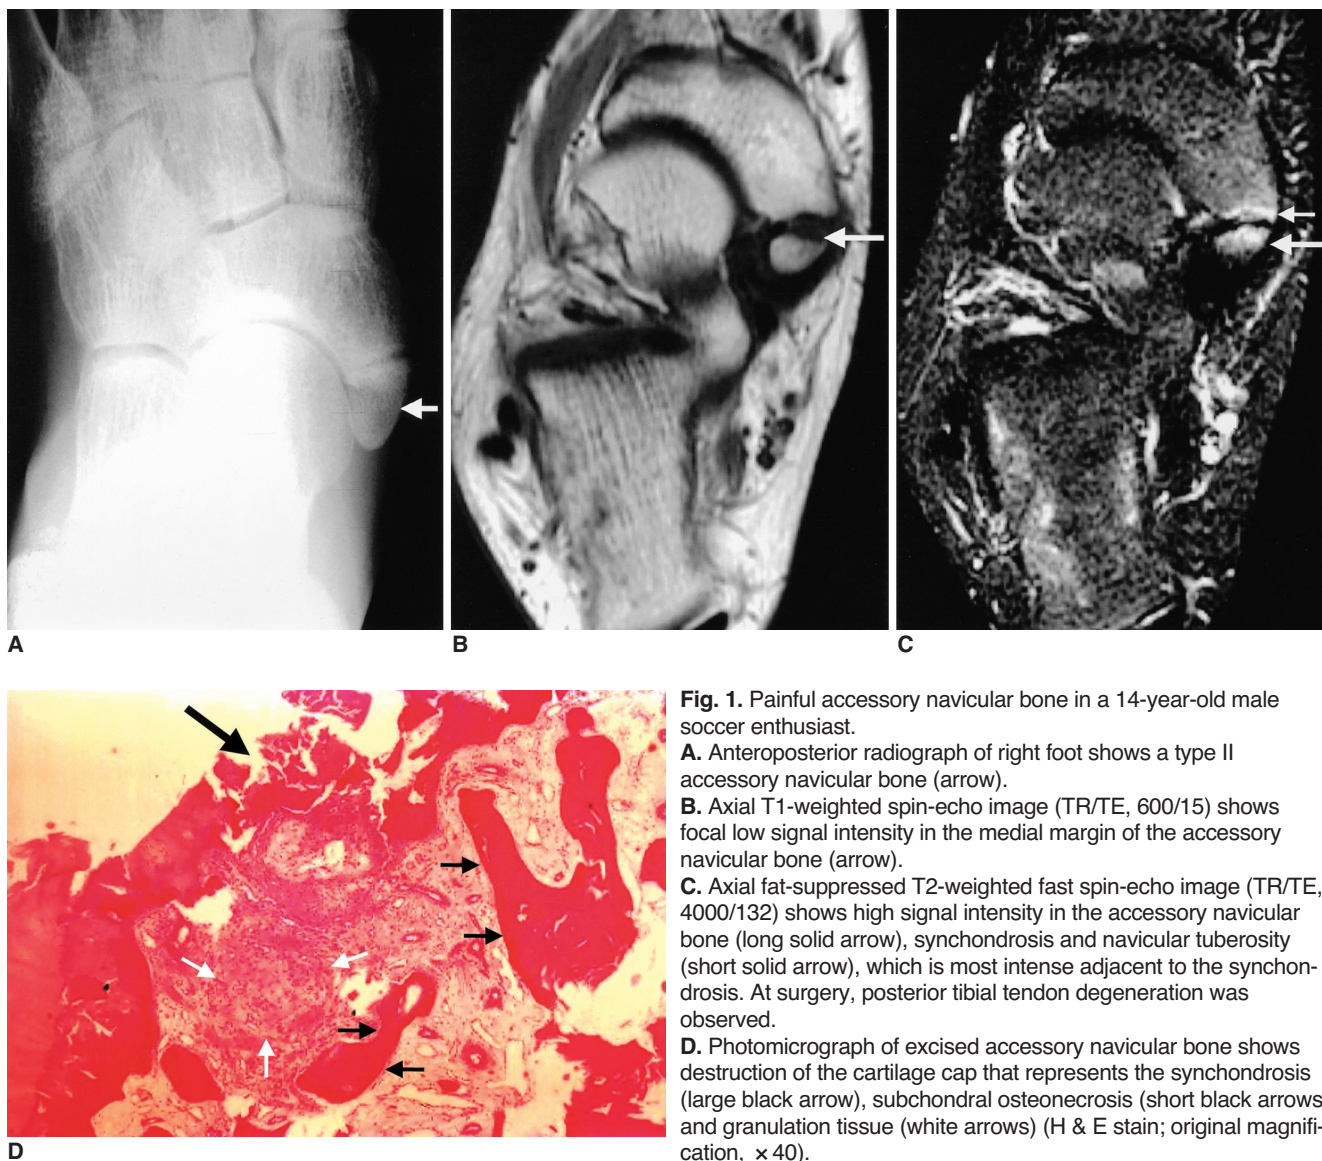 A
B
C
D
Fig. 1. Painful accessory navicular bone in a 14-year-old male
soccer enthusiast.
A. Anteroposterior radiograph of right foot shows a type II
accessory navicular bone (arrow).
B. Axial T1-weighted spin-echo image (TR/TE, 600/15) shows
focal low signal intensity in the medial margin of the accessory
navicular bone (arrow).
C. Axial fat-suppressed T2-weighted fast spin-echo image (TR/TE,
4000/132) shows high signal intensity in the accessory navicular
bone (long solid arrow), synchondrosis and navicular tuberosity
(short solid arrow), which is most intense adjacent to the synchon-
drosis. At surgery, posterior tibial tendon degeneration was
observed.
D. Photomicrograph of excised accessory navicular bone shows
destruction of the cartilage cap that represents the synchondrosis
(large black arrow), subchondral osteonecrosis (short black arrows
and granulation tissue (white arrows) (H & E stain; original magnifi-
cation, × 40).